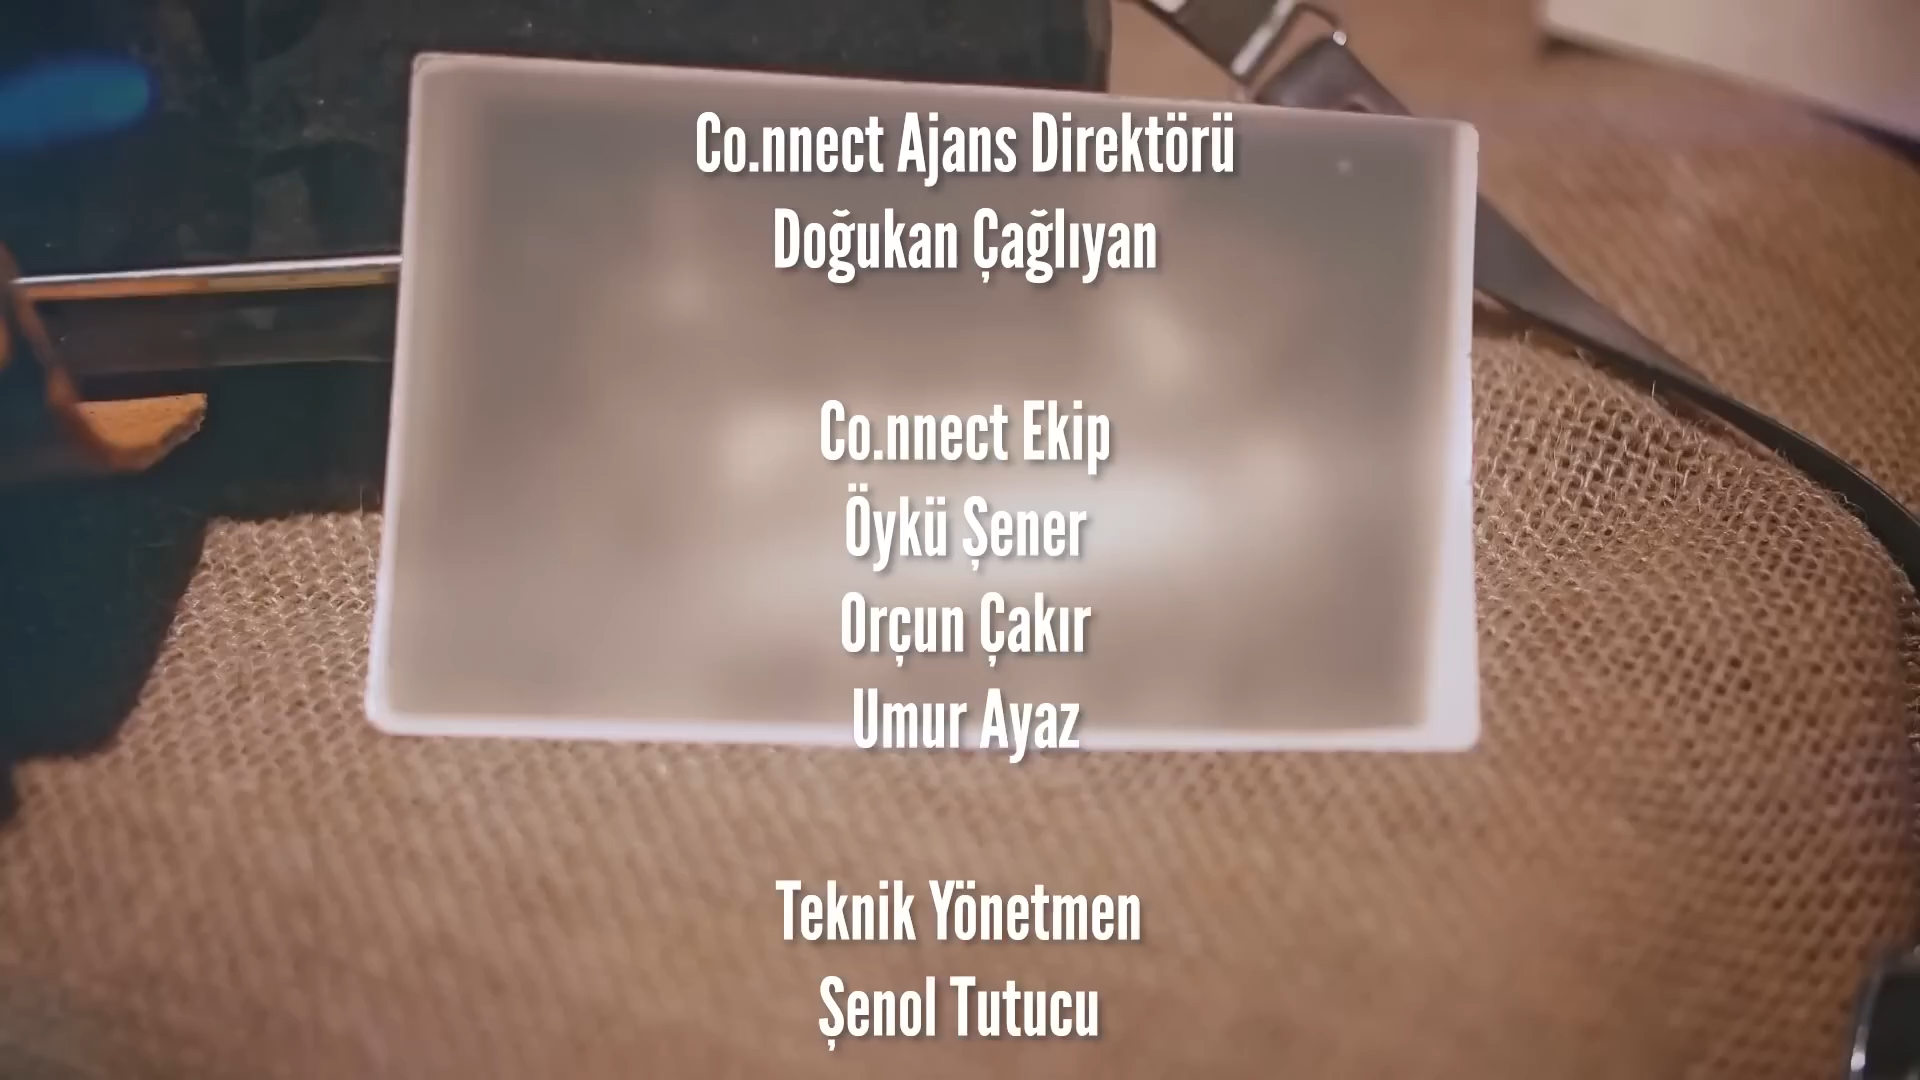 Co.nnect Ajans Direktörü
Doğukan Çağlıyan
Co.nnect Ekip
Öykü Şener
Orçun Çakır
Umur Ayaz
Teknik Yönetmen
Şenol Tutucu